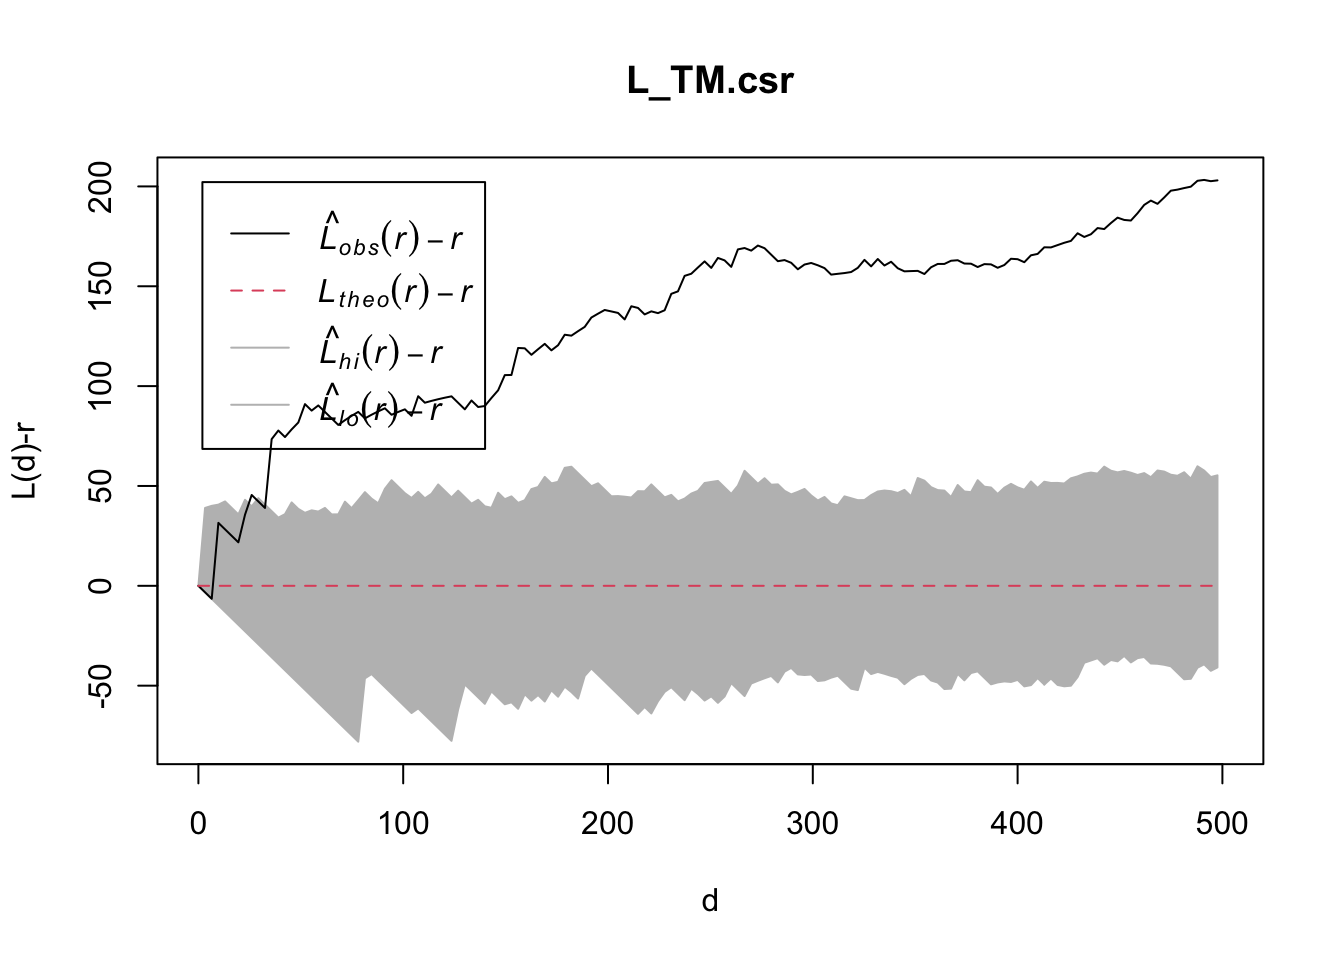 L_TM.csr
L(d)-r
200
150
100
50
0
-50
L̂obs(r) − r
Ltheo(r) − r
L̂hi(r) − r
L̂lo(r) − r
0 100 200 300 400 500
d